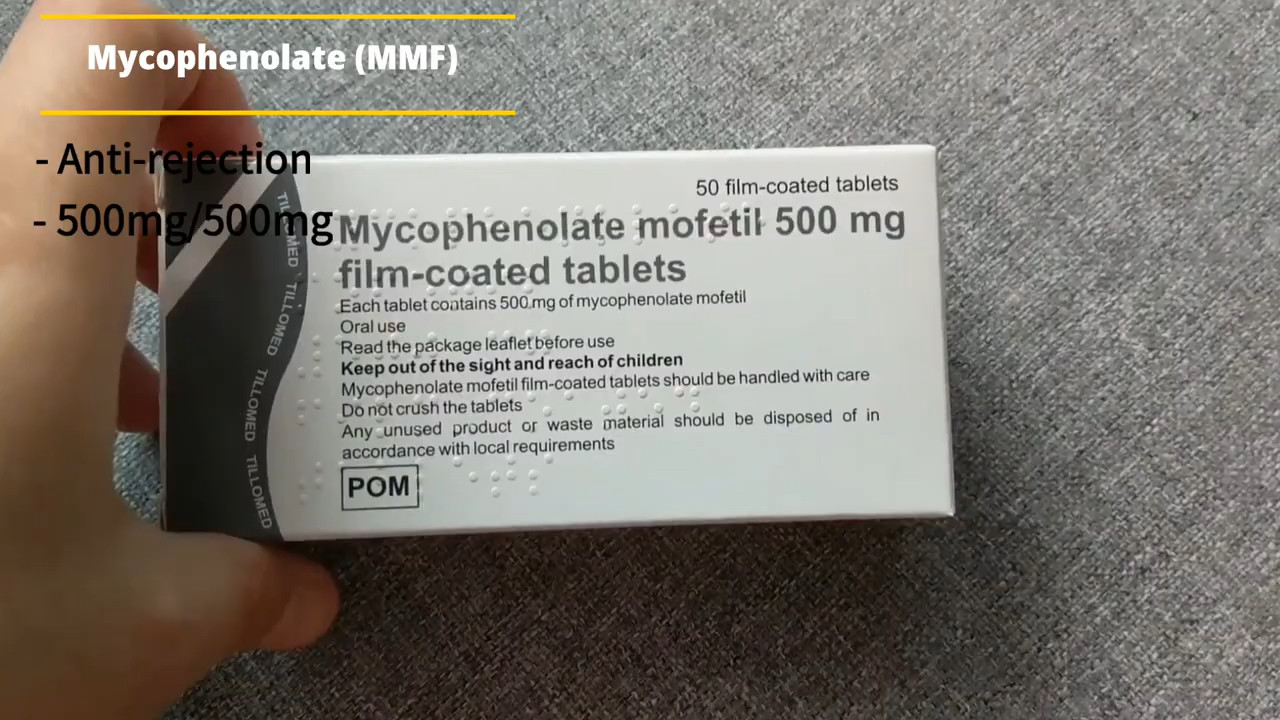 Mycophenolate (MMF)
- Anti-rejection
- 500mg/500mg
50 film-coated tablets
Mycophenolate mofetil 500 mg
film-coated tablets
Each tablet contains 500 mg of mycophenolate mofetil
Oral use
Read the package leaflet before use
Keep out of the sight and reach of children
Mycophenolate mofetil film-coated tablets should be handled with care
Do not crush the tablets
Any unused product or waste material should be disposed of in
accordance with local requirements
POM
TILLOMED TILLOMED TILLOMED TILLOMED